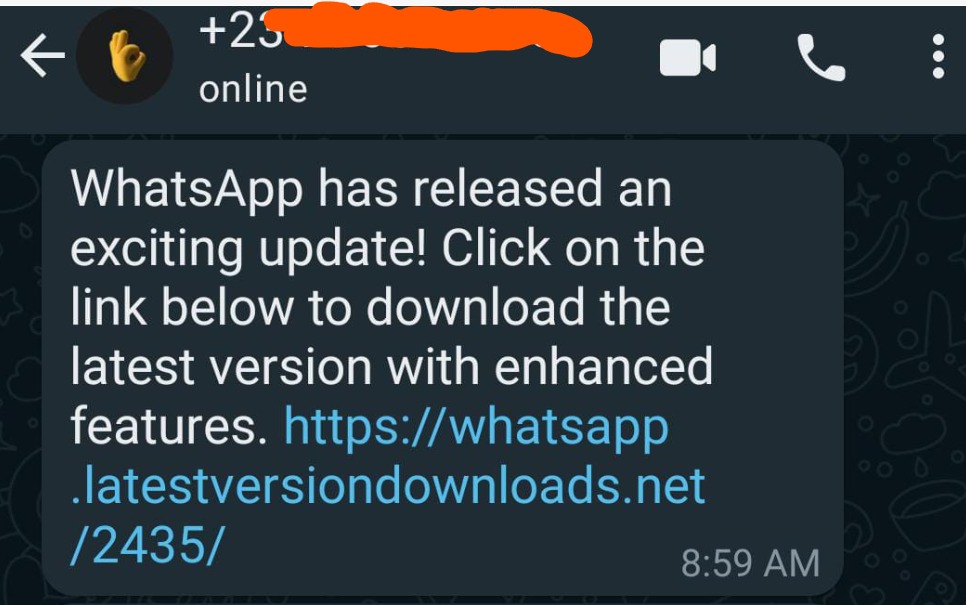 +23
online
WhatsApp has released an
exciting update! Click on the
link below to download the
latest version with enhanced
features. https://whatsapp
.latestversiondownloads.net
/2435/
8:59 AM